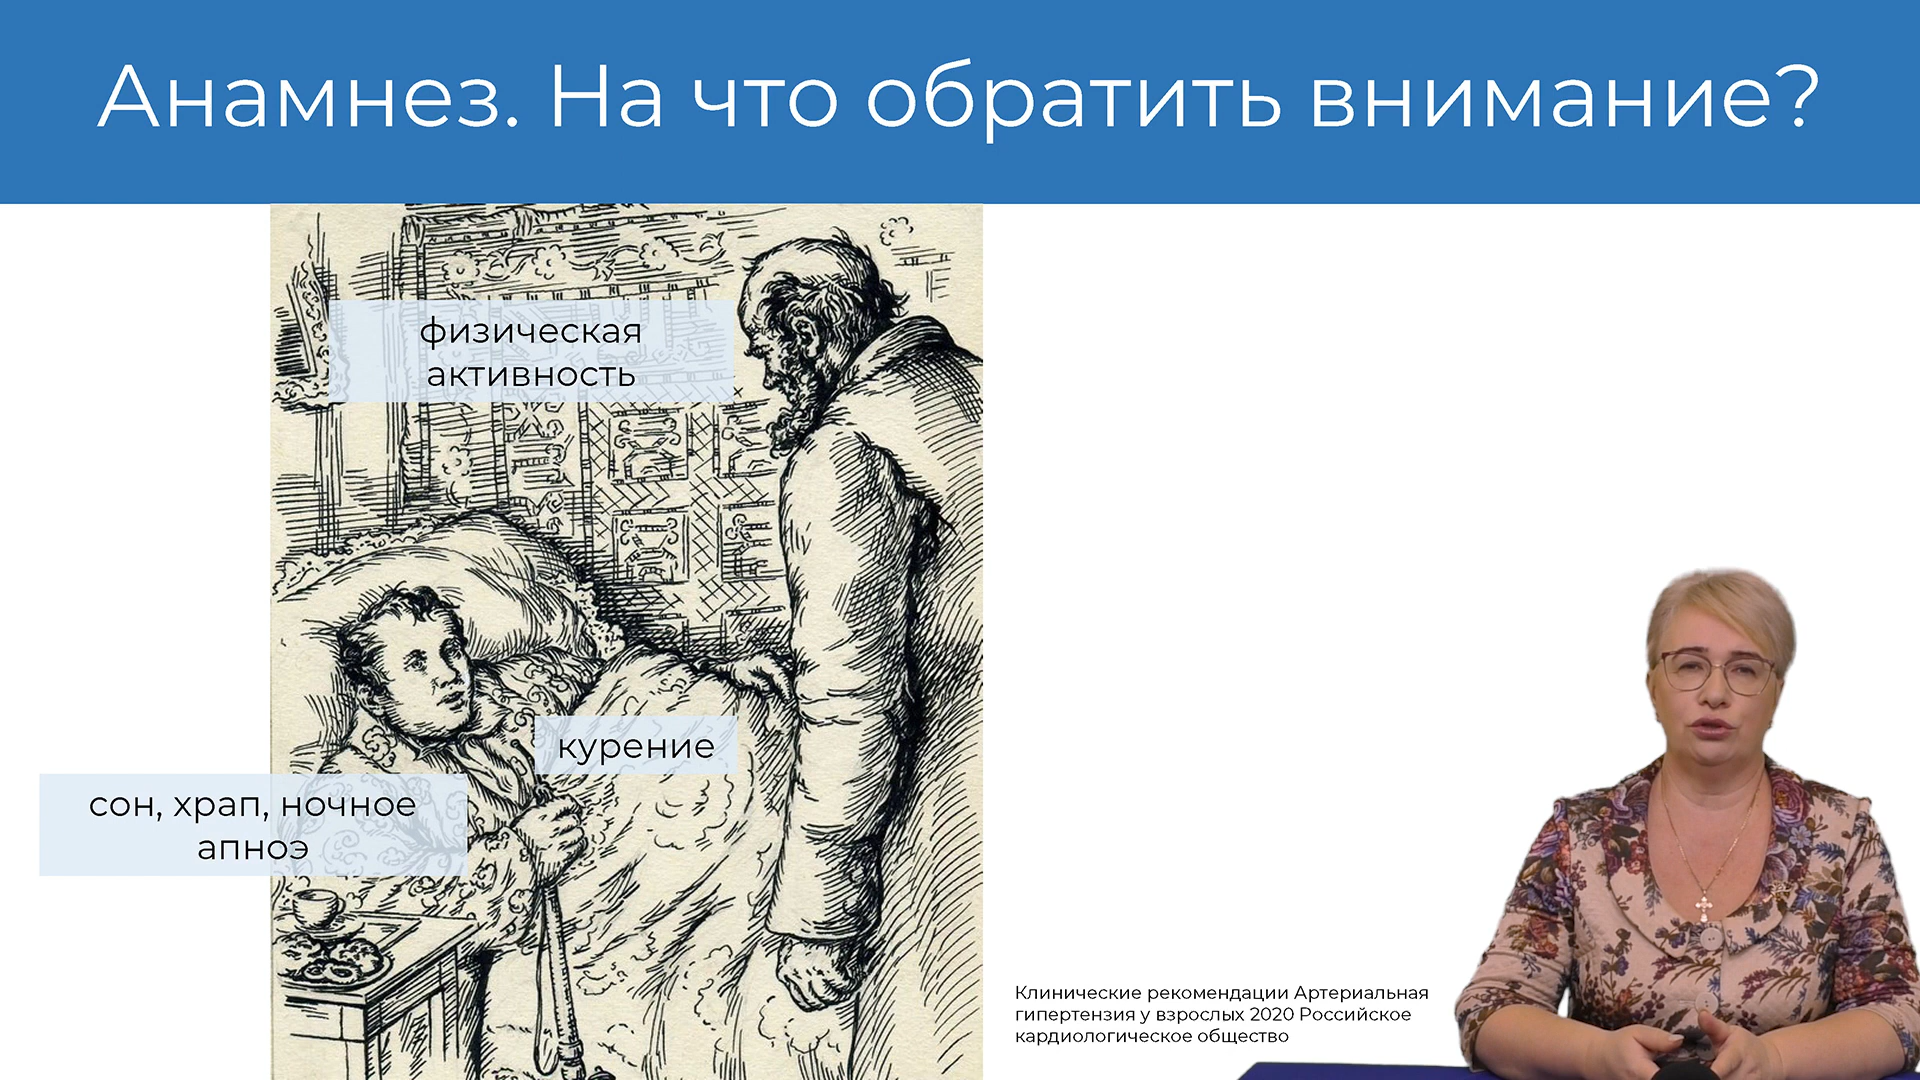 Анамнез. На что обратить внимание?
физическая
активность
курение
сон, храп, ночное
апноэ
Клинические рекомендации Артериальная
гипертензия у взрослых 2020 Российское
кардиологическое общество